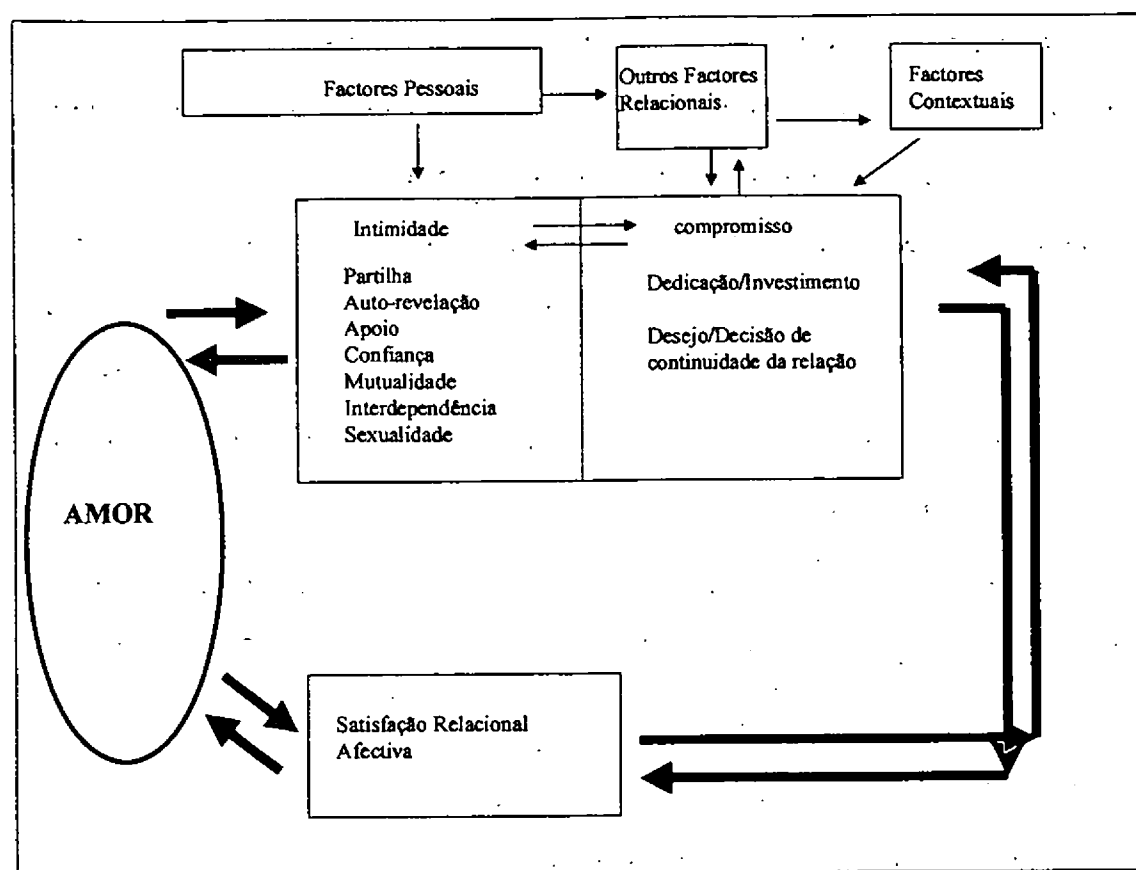 Factores Pessoais
Outros Factores
Relacionais.
Factores
Contextuais
Intimidade
Partilha
Auto-revelação
Apoio
Confiança
Mutualidade
Interdependência
Sexualidade
compromisso
Dedicação/Investimento
Desejo/Decisão de
continuidade da relação
AMOR
Satisfação Relacional
Afectiva